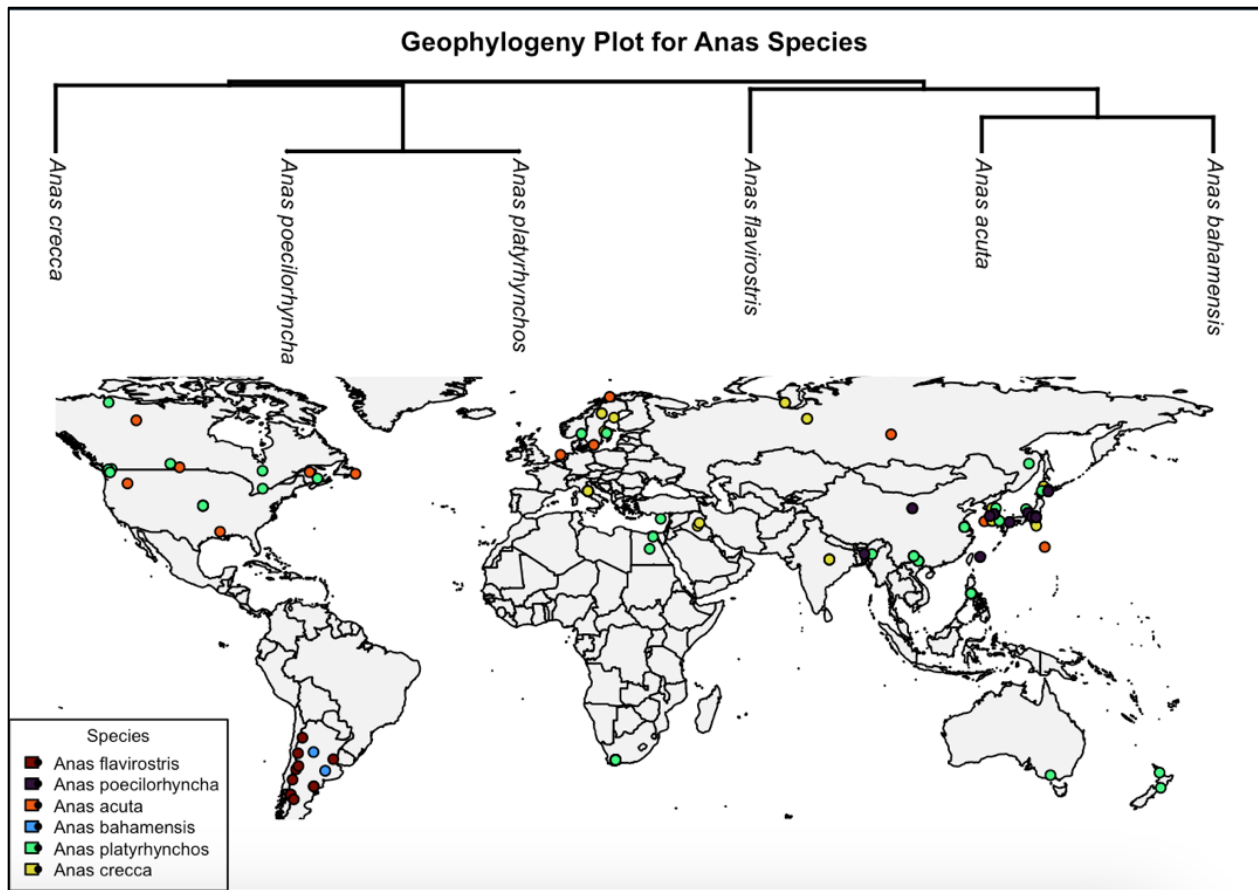 Geophylogeny Plot for Anas Species
Anas crecca
Anas poecilorhyncha
Anas platyrhynchos
Anas flavirostris
Anas acuta
Anas bahamensis
Species
Anas flavirostris
Anas poecilorhyncha
Anas acuta
Anas bahamensis
Anas platyrhynchos
Anas crecca